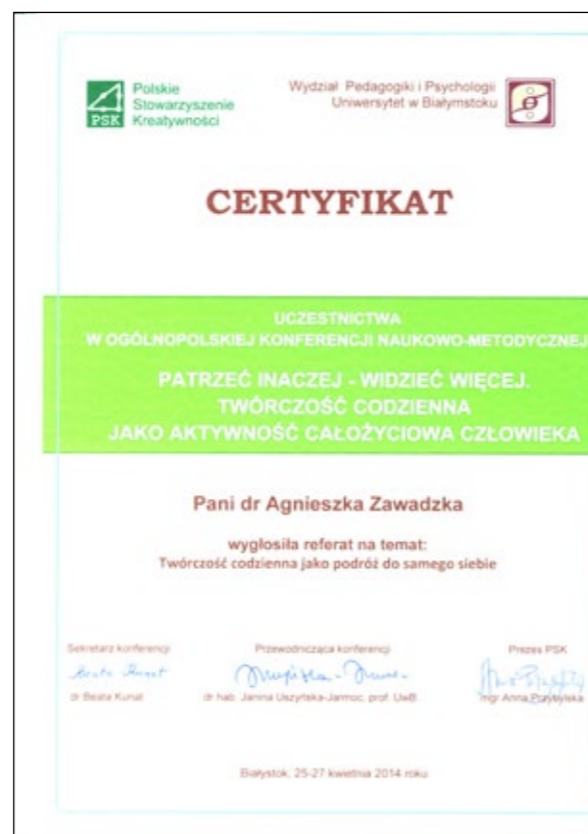 Polskie
Stowarzyszenie
Kreatywności
PSK
Wydział Pedagogiki i Psychologii
Uniwersytet w Białymstoku
CERTYFIKAT
UCZESTNICTWA
W OGÓLNOPOLSKIEJ KONFERENCJI NAUKOWO-METODYCZNEJ
PATRZEĆ INACZEJ - WIDZIEĆ WIĘCEJ.
TWÓRCZOŚĆ CODZIENNA
JAKO AKTYWNOŚĆ CAŁOŻYCIOWA CZŁOWIEKA
Pani dr Agnieszka Zawadzka
wygłosiła referat na temat:
Twórczość codzienna jako podróż do samego siebie
Sekretarz konferencji
Beata Kunat
dr Beata Kunat
Przewodnicząca konferencji
dr hab. Janina Uszyńska-Jarmoc, prof. UwB
Prezes PSK
mgr Anna Przybylska
Białystok, 25-27 kwietnia 2014 roku